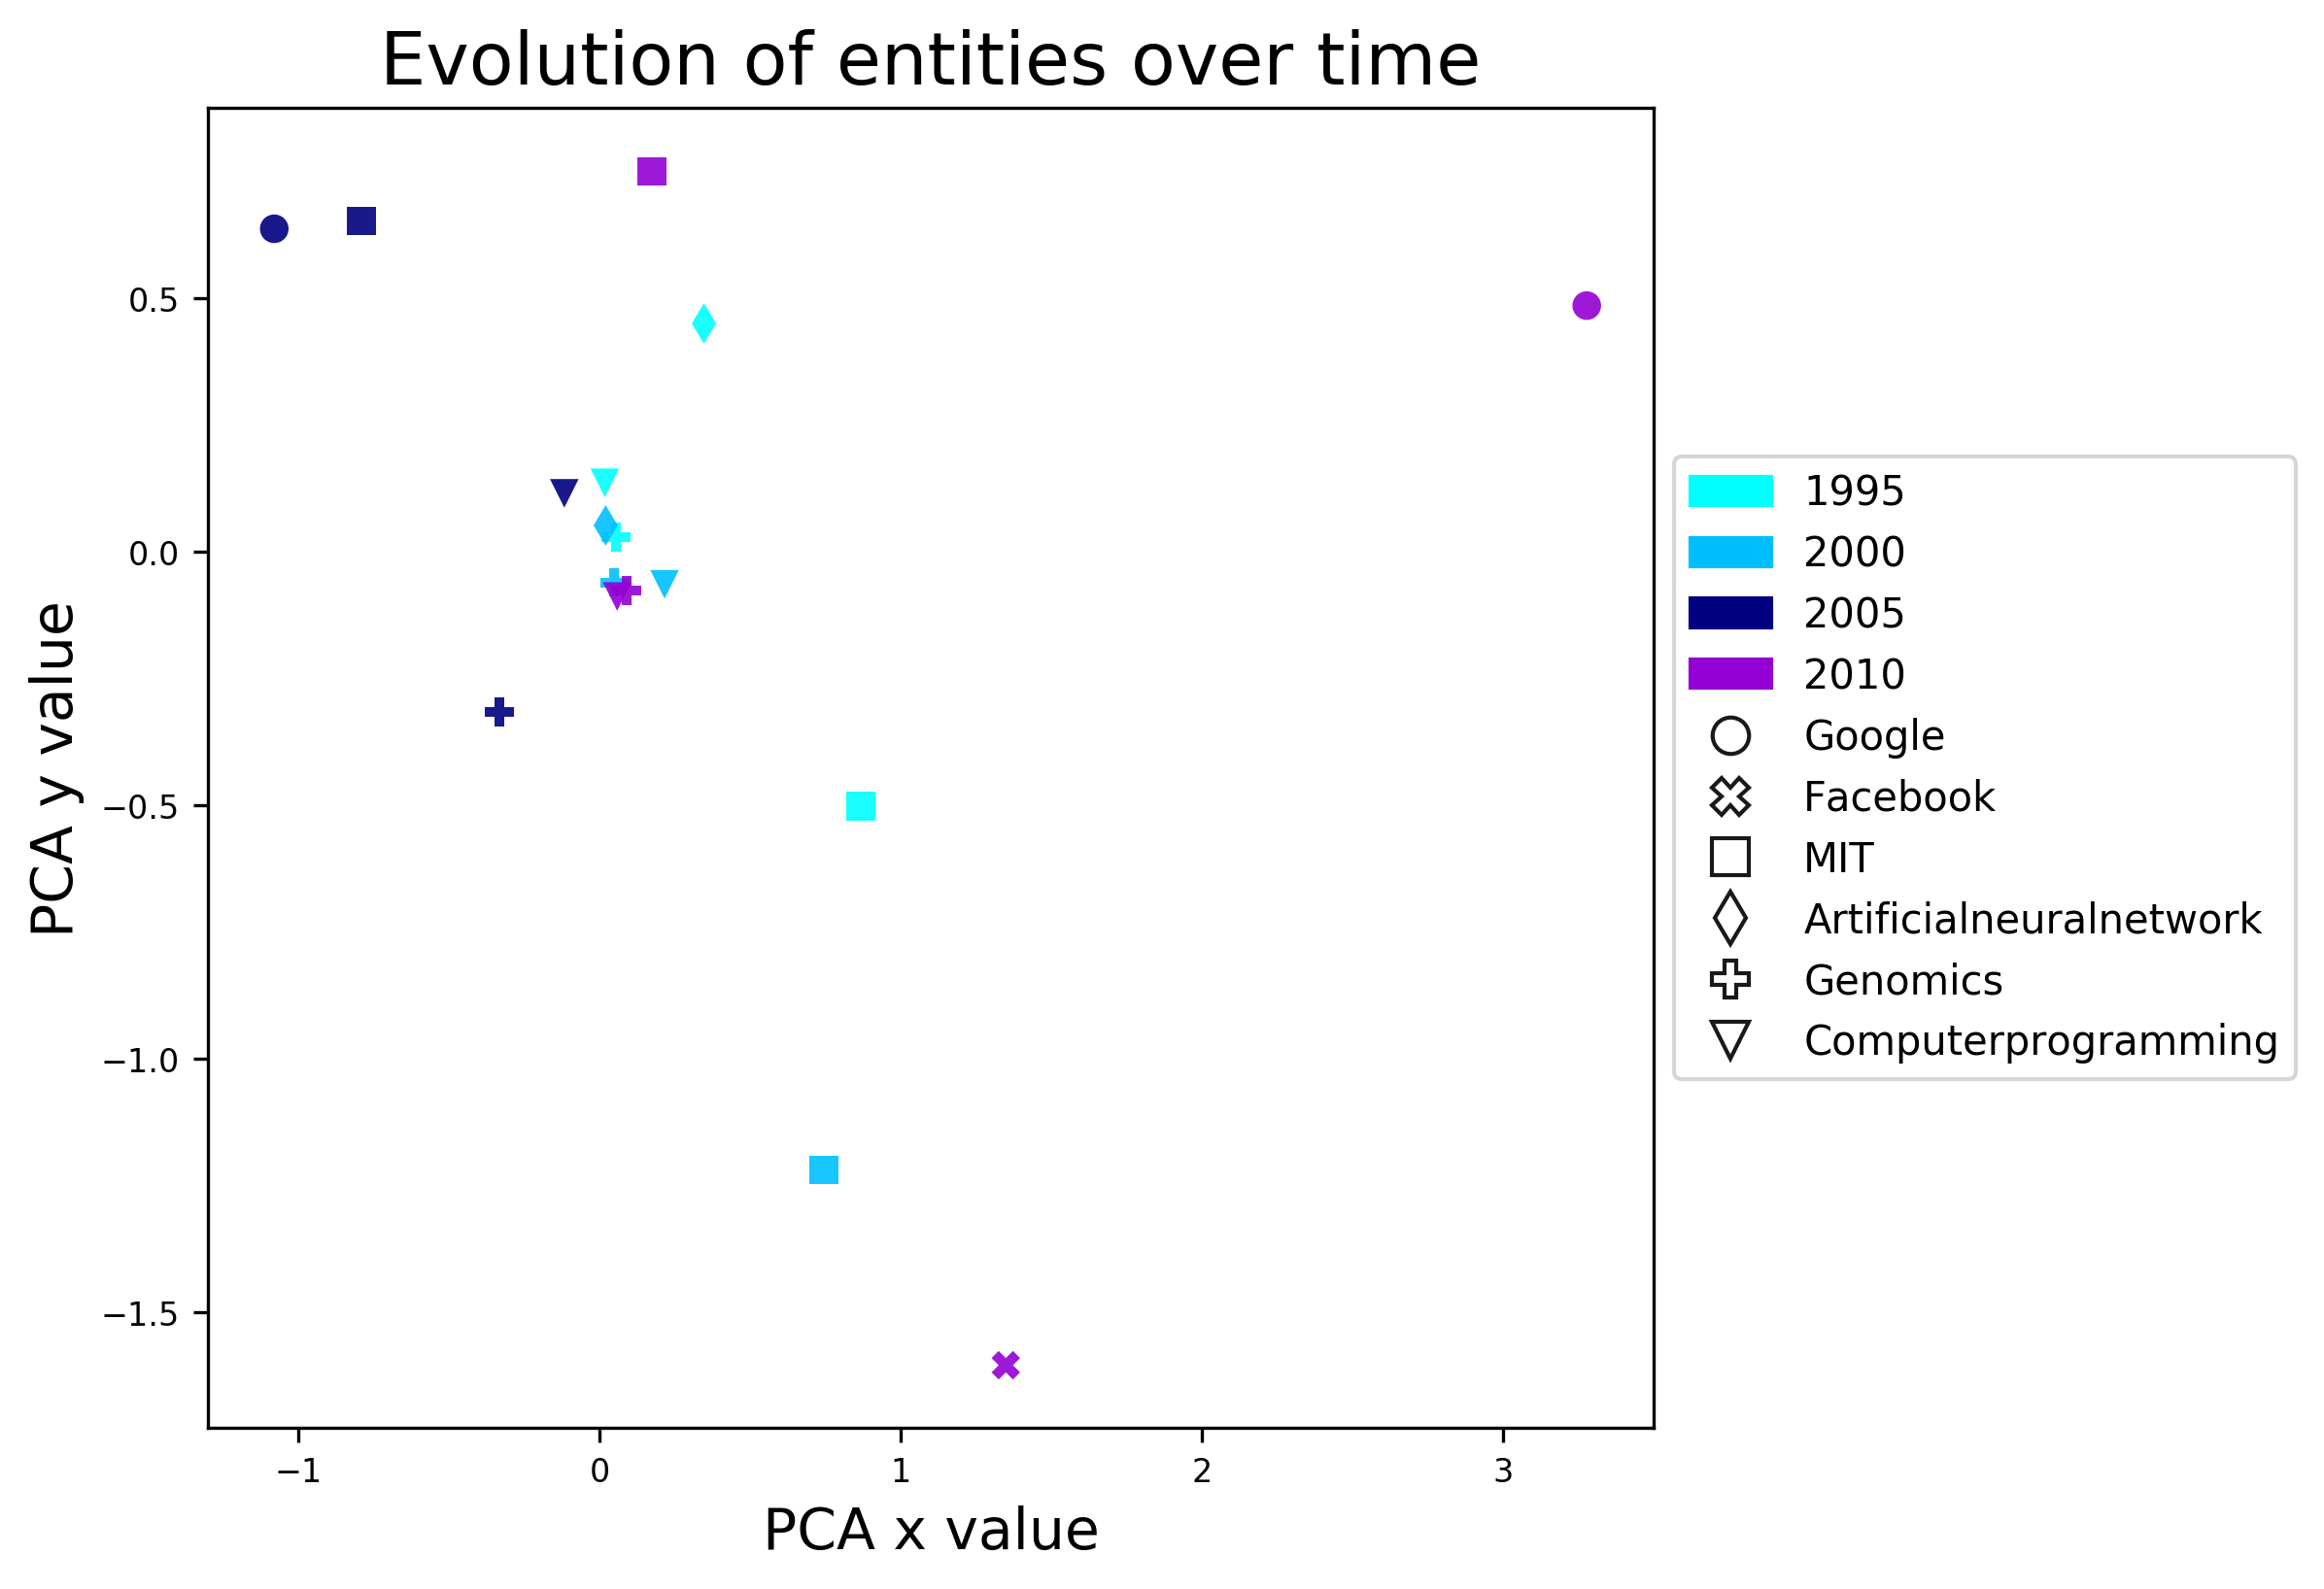 Evolution of entities over time
PCA y value
0.5
0.0
−0.5
−1.0
−1.5
−1
0
1
2
3
PCA x value
1995
2000
2005
2010
Google
Facebook
MIT
Artificialneuralnetwork
Genomics
Computerprogramming